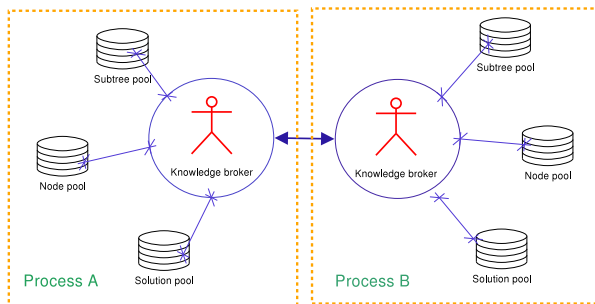 Subtree pool
Node pool
Knowledge broker
Solution pool
Process A
Subtree pool
Knowledge broker
Node pool
Solution pool
Process B